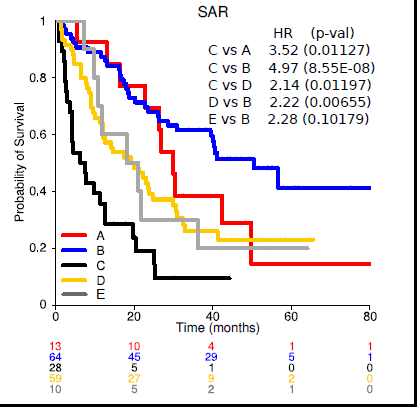 SAR
HR (p-val)
C vs A 3.52 (0.01127)
C vs B 4.97 (8.55E-08)
C vs D 2.14 (0.01197)
D vs B 2.22 (0.00655)
E vs B 2.28 (0.10179)
Probability of Survival
1
0.8
0.6
0.4
0.2
0
A
B
C
D
E
0 20 40 60 80
Time (months)
13 10 4 1 1
64 45 29 5 1
28 5 1 0 0
59 27 9 2 0
10 5 2 1 0